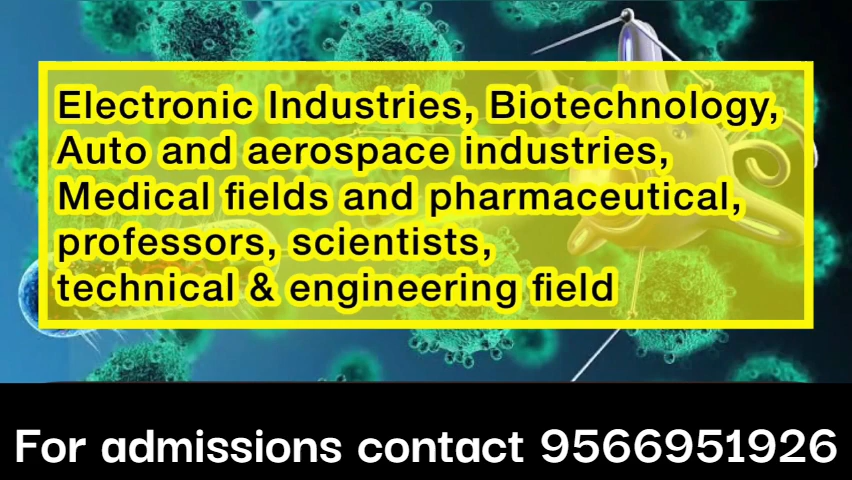 Electronic Industries, Biotechnology,
Auto and aerospace industries,
Medical fields and pharmaceutical,
professors, scientists,
technical & engineering field
For admissions contact 9566951926